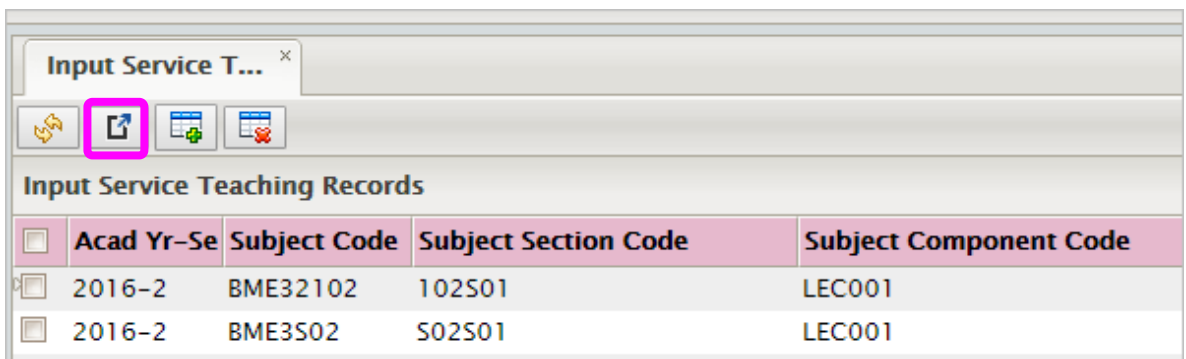 Input Service T... ×
Input Service Teaching Records
Acad Yr-Se Subject Code Subject Section Code Subject Component Code
2016-2 BME32102 102S01 LEC001
2016-2 BME3S02 S02S01 LEC001